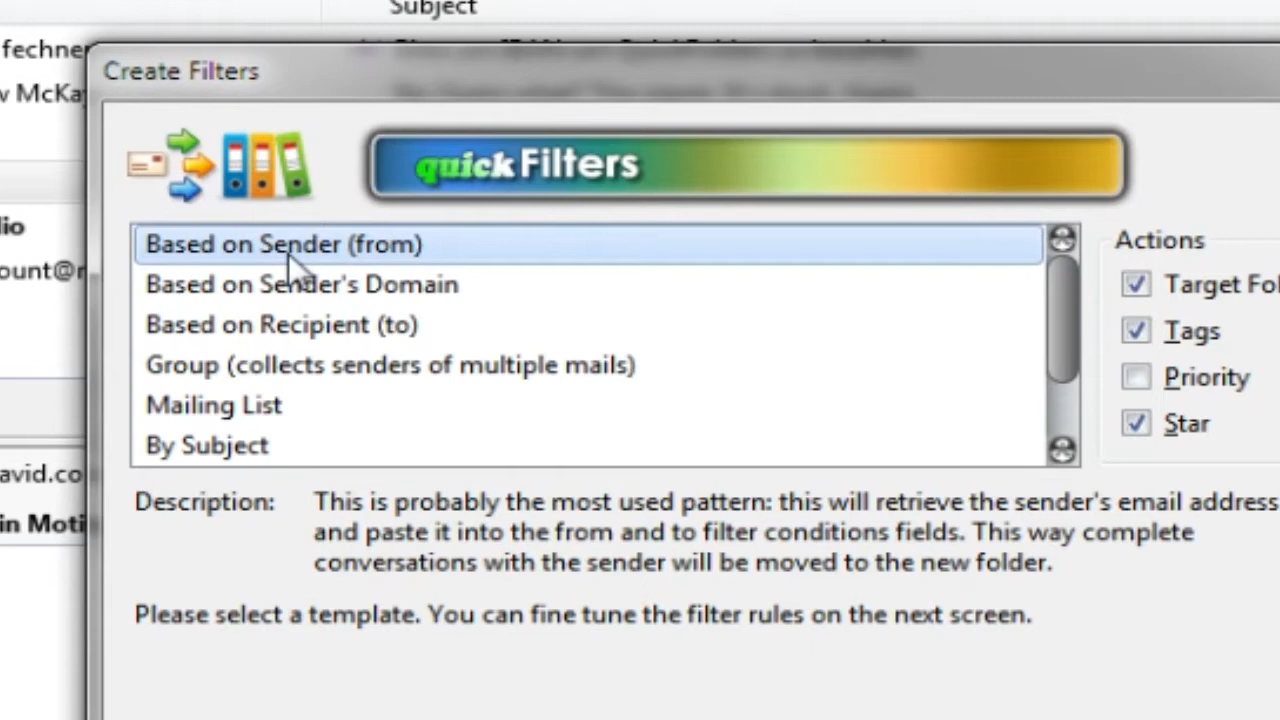 Subject
fechne
Create Filters
McKa
quickFilters
Based on Sender (from)
Based on Sender's Domain
Based on Recipient (to)
Group (collects senders of multiple mails)
Mailing List
By Subject
Actions
Target Fol
Tags
Priority
Star
dio
ount@
avid.co
in Moti
Description: This is probably the most used pattern: this will retrieve the sender's email address
and paste it into the from and to filter conditions fields. This way complete
conversations with the sender will be moved to the new folder.
Please select a template. You can fine tune the filter rules on the next screen.